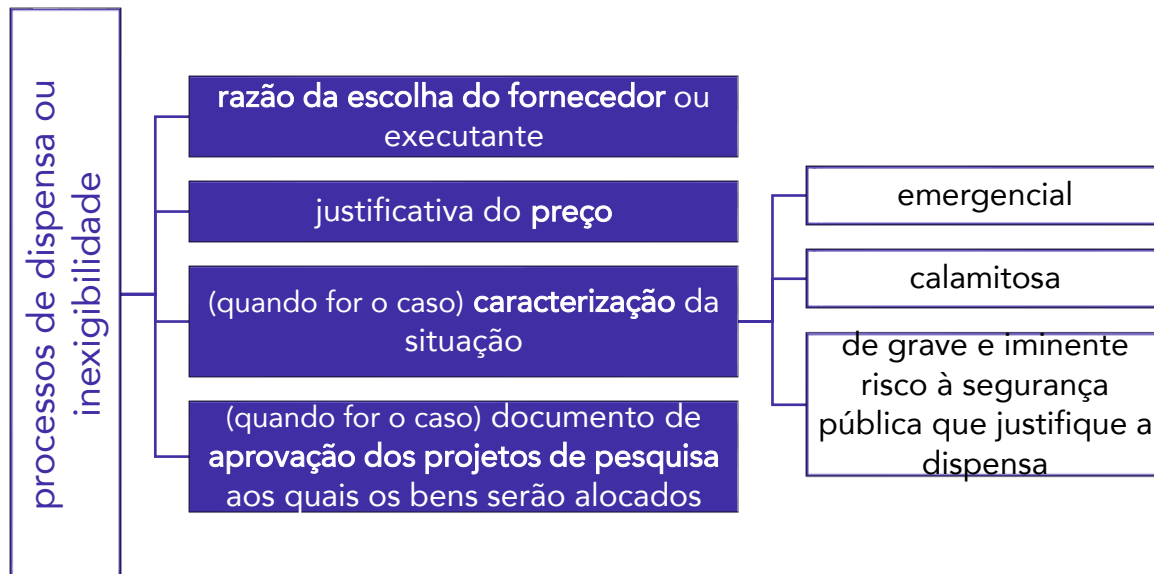 processos de dispensa ou
inexigibilidade
razão da escolha do fornecedor ou
executante
justificativa do preço
(quando for o caso) caracterização da
situação
(quando for o caso) documento de
aprovação dos projetos de pesquisa
aos quais os bens serão alocados
emergencial
calamitosa
de grave e iminente
risco à segurança
pública que justifique a
dispensa